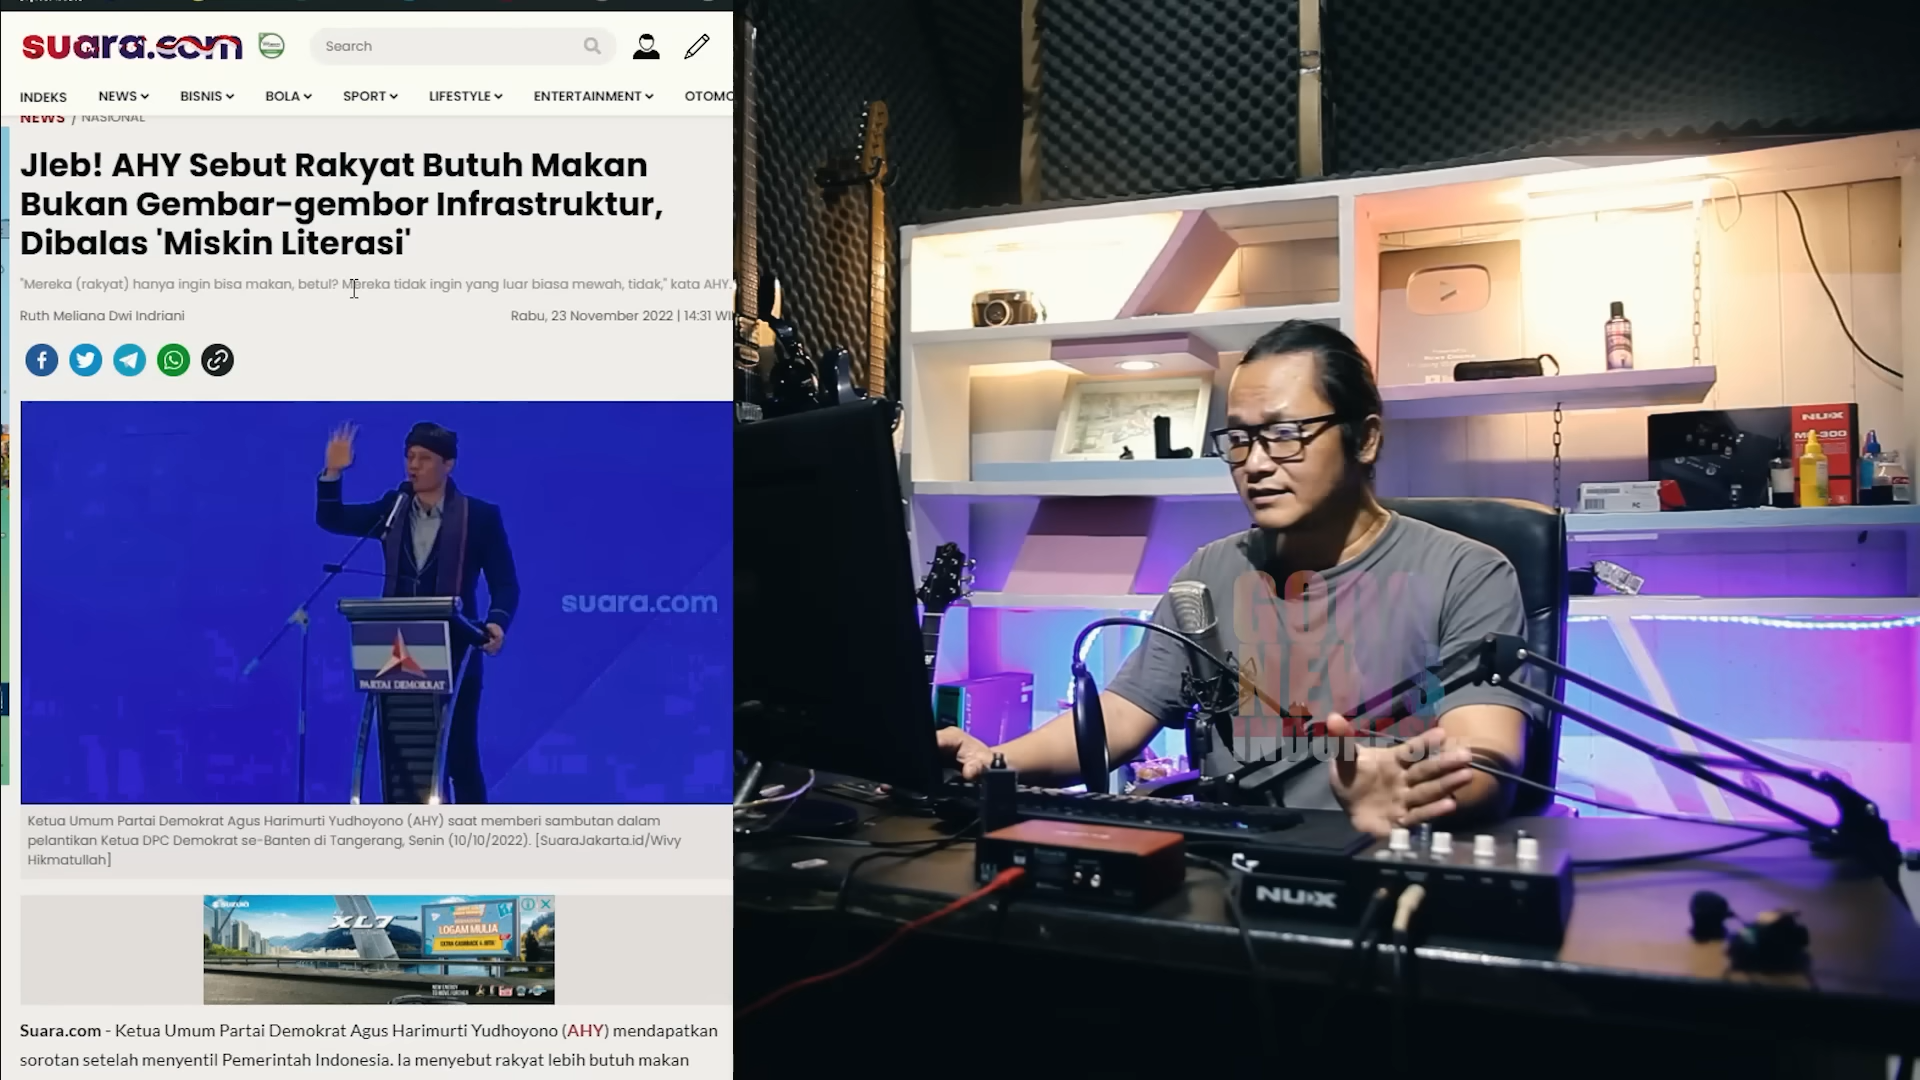 suara.com
Search
INDEKS NEWS BISNIS BOLA SPORT LIFESTYLE ENTERTAINMENT OTOMO
NEWS / NASIONAL
Jleb! AHY Sebut Rakyat Butuh Makan
Bukan Gembar-gembor Infrastruktur,
Dibalas 'Miskin Literasi'
"Mereka (rakyat) hanya ingin bisa makan, betul? Mereka tidak ingin yang luar biasa mewah, tidak," kata AHY.
Ruth Meliana Dwi Indriani
Rabu, 23 November 2022 | 14:31 WI
suara.com
PARTAI DEMOKRAT
Ketua Umum Partai Demokrat Agus Harimurti Yudhoyono (AHY) saat memberi sambutan dalam
pelantikan Ketua DPC Demokrat se-Banten di Tangerang, Senin (10/10/2022). [SuaraJakarta.id/Wivy
Hikmatullah]
XL7
LOGAM MULIA
Suara.com - Ketua Umum Partai Demokrat Agus Harimurti Yudhoyono (AHY) mendapatkan
sorotan setelah menyentil Pemerintah Indonesia. Ia menyebut rakyat lebih butuh makan
NUX
NEWS
INDONESIA
NUX